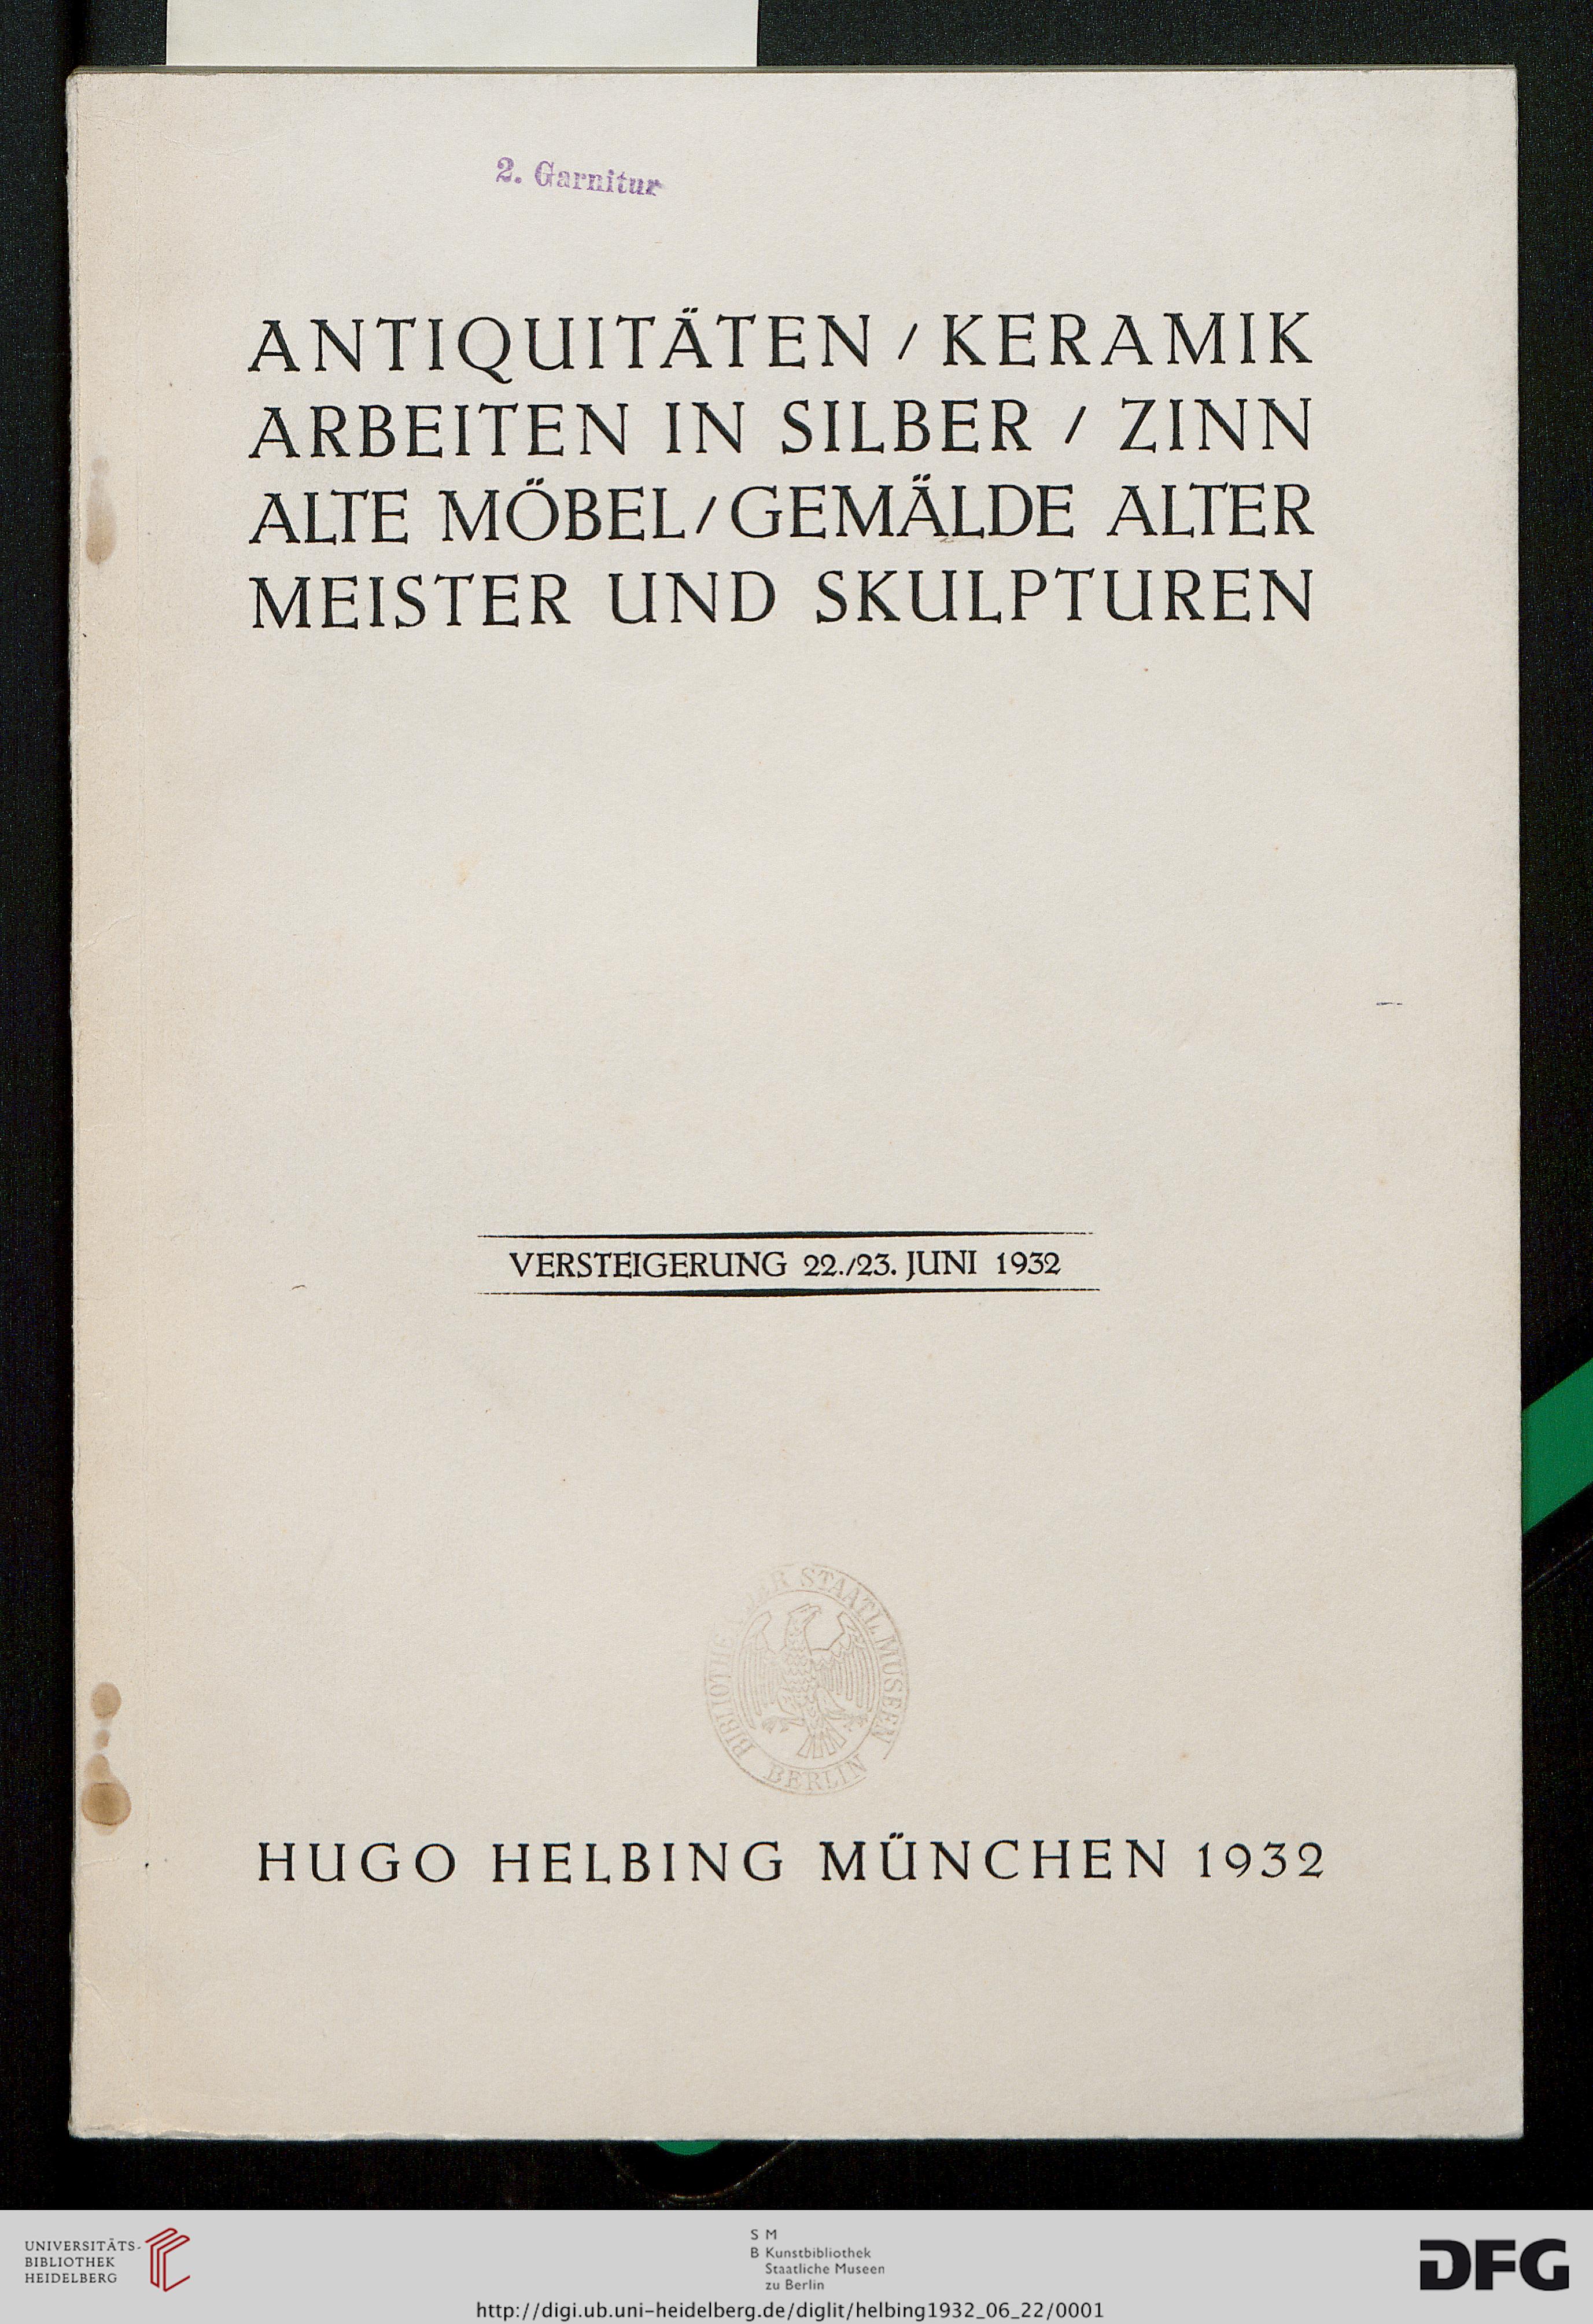 2. Garnitur
ANTIQUITÄTEN / KERAMIK
ARBEITEN IN SILBER / ZINN
ALTE MÖBEL / GEMÄLDE ALTER
MEISTER UND SKULPTUREN
VERSTEIGERUNG 22./23. JUNI 1932
DER STAATL. MUSEEN
BERLIN
HUGO HELBING MÜNCHEN 1932
UNIVERSITÄTS-
BIBLIOTHEK
HEIDELBERG
S M
B Kunstbibliothek
Staatliche Museen
zu Berlin
DFG
http://digi.ub.uni-heidelberg.de/diglit/helbing1932_06_22/0001